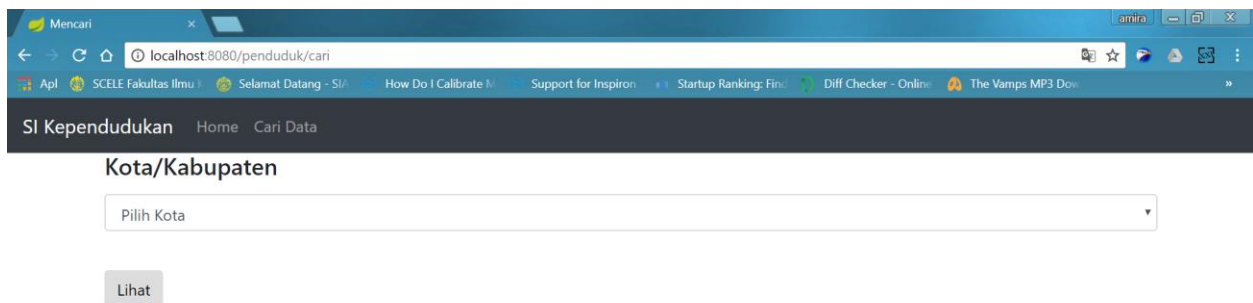 Mencari
amira
localhost:8080/penduduk/cari
Apl SCELE Fakultas Ilmu Selamat Datang - SIA How Do I Calibrate M Support for Inspiron Startup Ranking: Find Diff Checker - Online The Vamps MP3 Dow »
SI Kependudukan Home Cari Data
Kota/Kabupaten
Pilih Kota
Lihat